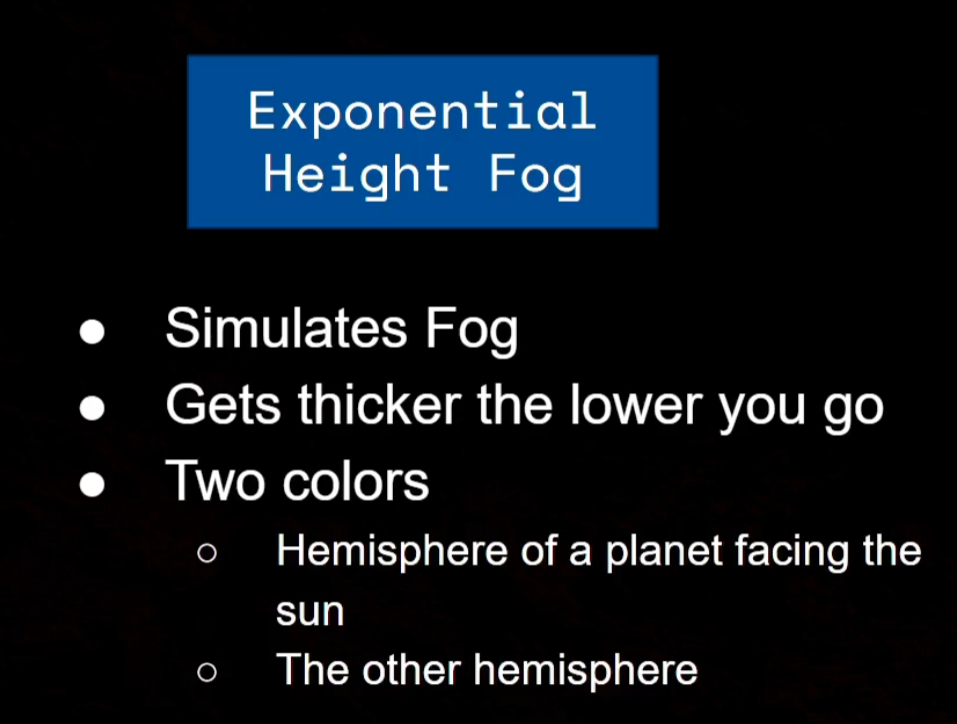 Exponential
Height Fog
● Simulates Fog
● Gets thicker the lower you go
● Two colors
○ Hemisphere of a planet facing the
sun
○ The other hemisphere